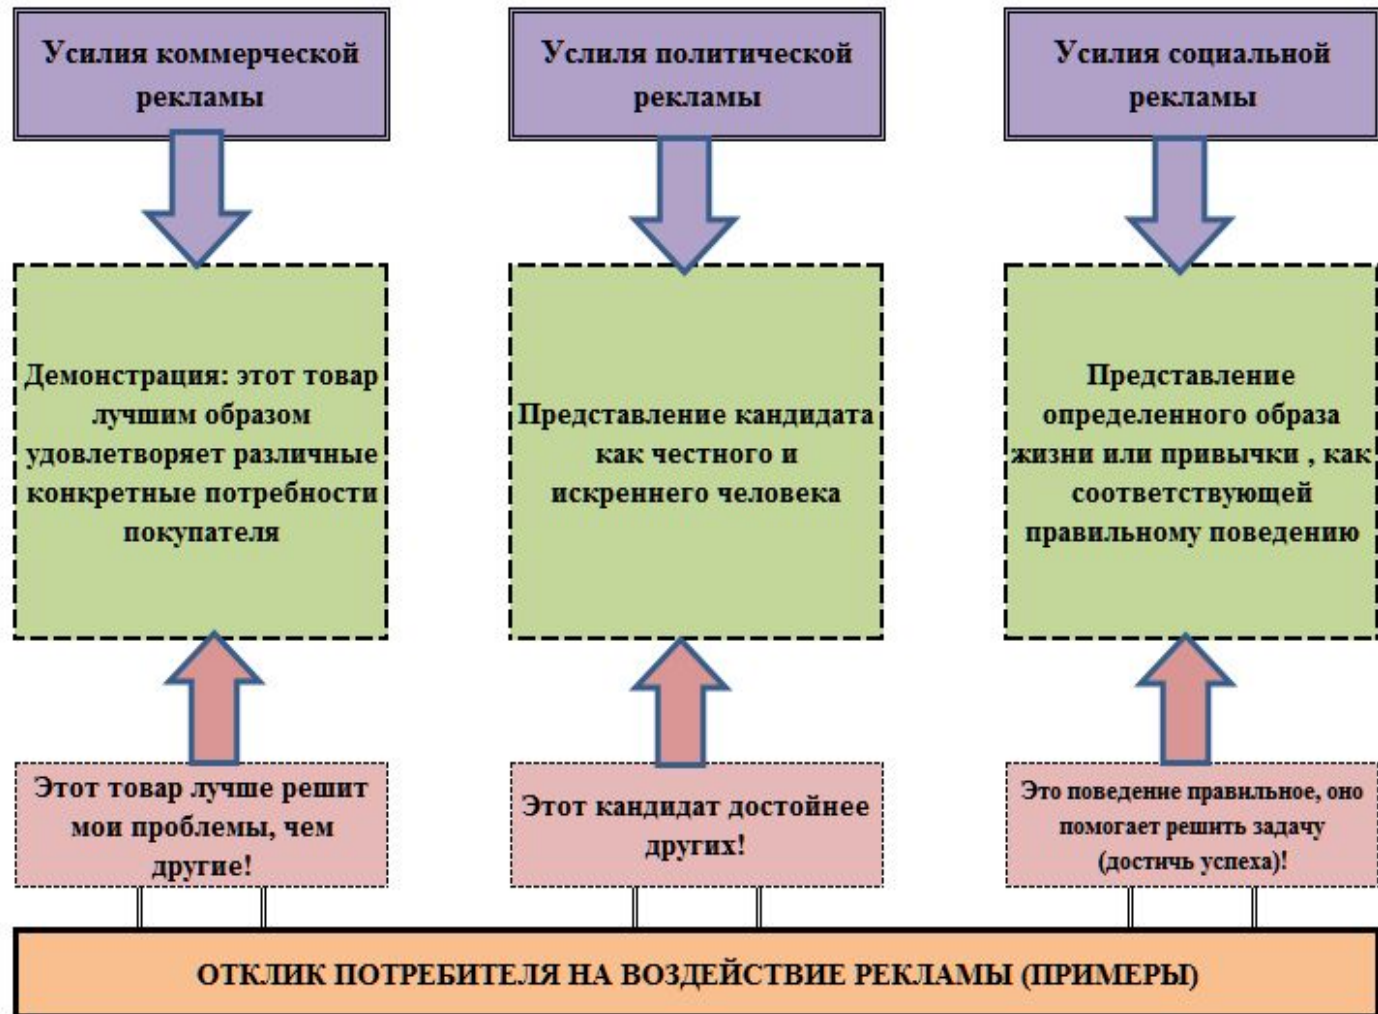 Усилия коммерческой
рекламы
Услиля политической
рекламы
Усилия социальной
рекламы
Демонстрация: этот товар
лучшим образом
удовлетворяет различные
конкретные потребности
покупателя
Представление кандидата
как честного и
искреннего человека
Представление
определенного образа
жизни или привычки , как
соответствующей
правильному поведению
Этот товар лучше решит
мои проблемы, чем
другие!
Этот кандидат достойнее
других!
Это поведение правильное, оно
помогает решить задачу
(достичь успеха)!
ОТКЛИК ПОТРЕБИТЕЛЯ НА ВОЗДЕЙСТВИЕ РЕКЛАМЫ (ПРИМЕРЫ)